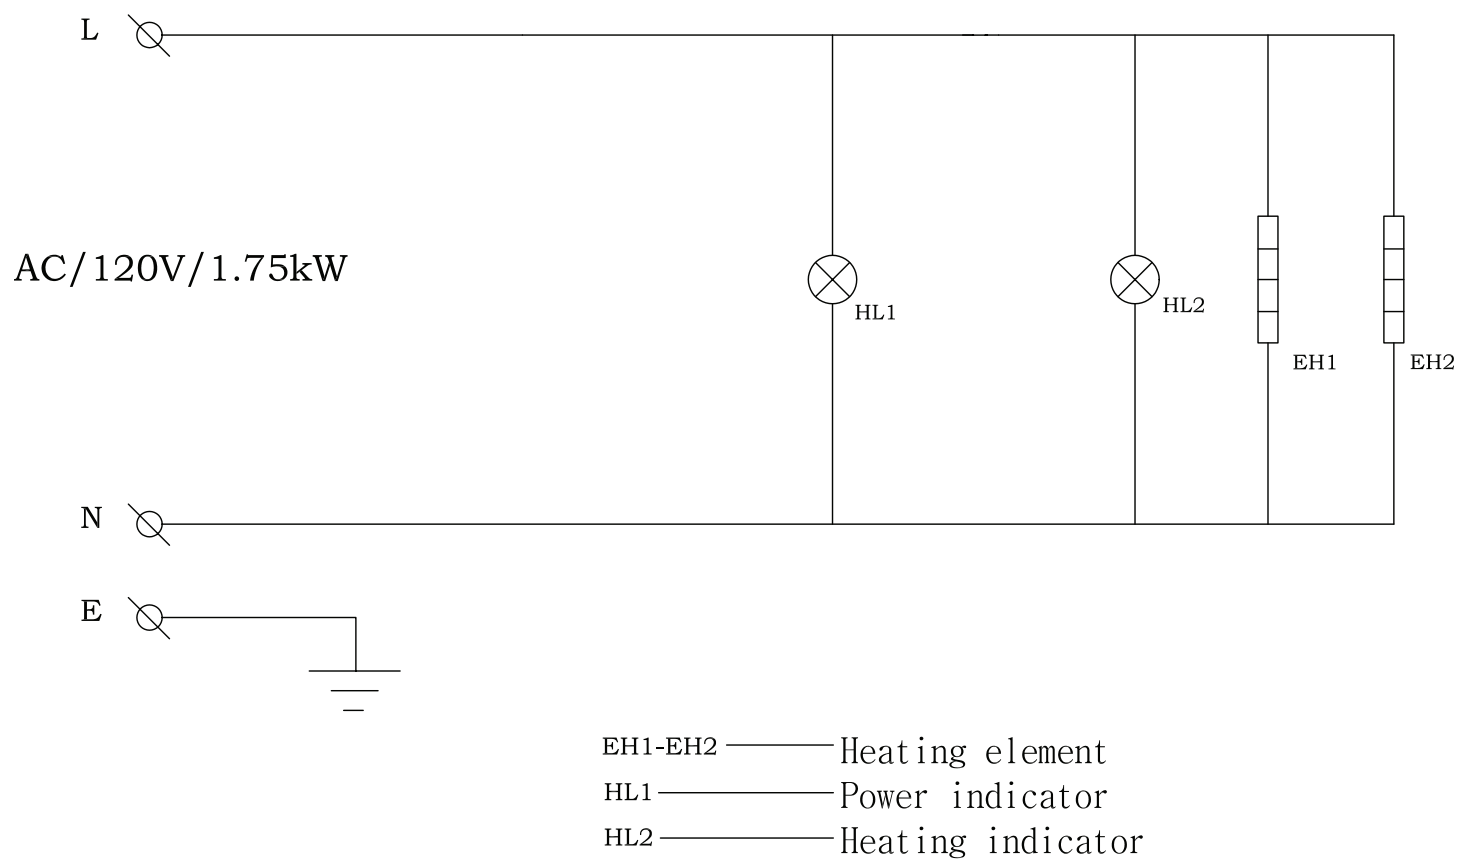 L
AC/120V/1.75kW
HL1
HL2
EH1
EH2
N
E
EH1-EH2 Heating element
HL1 Power indicator
HL2 Heating indicator